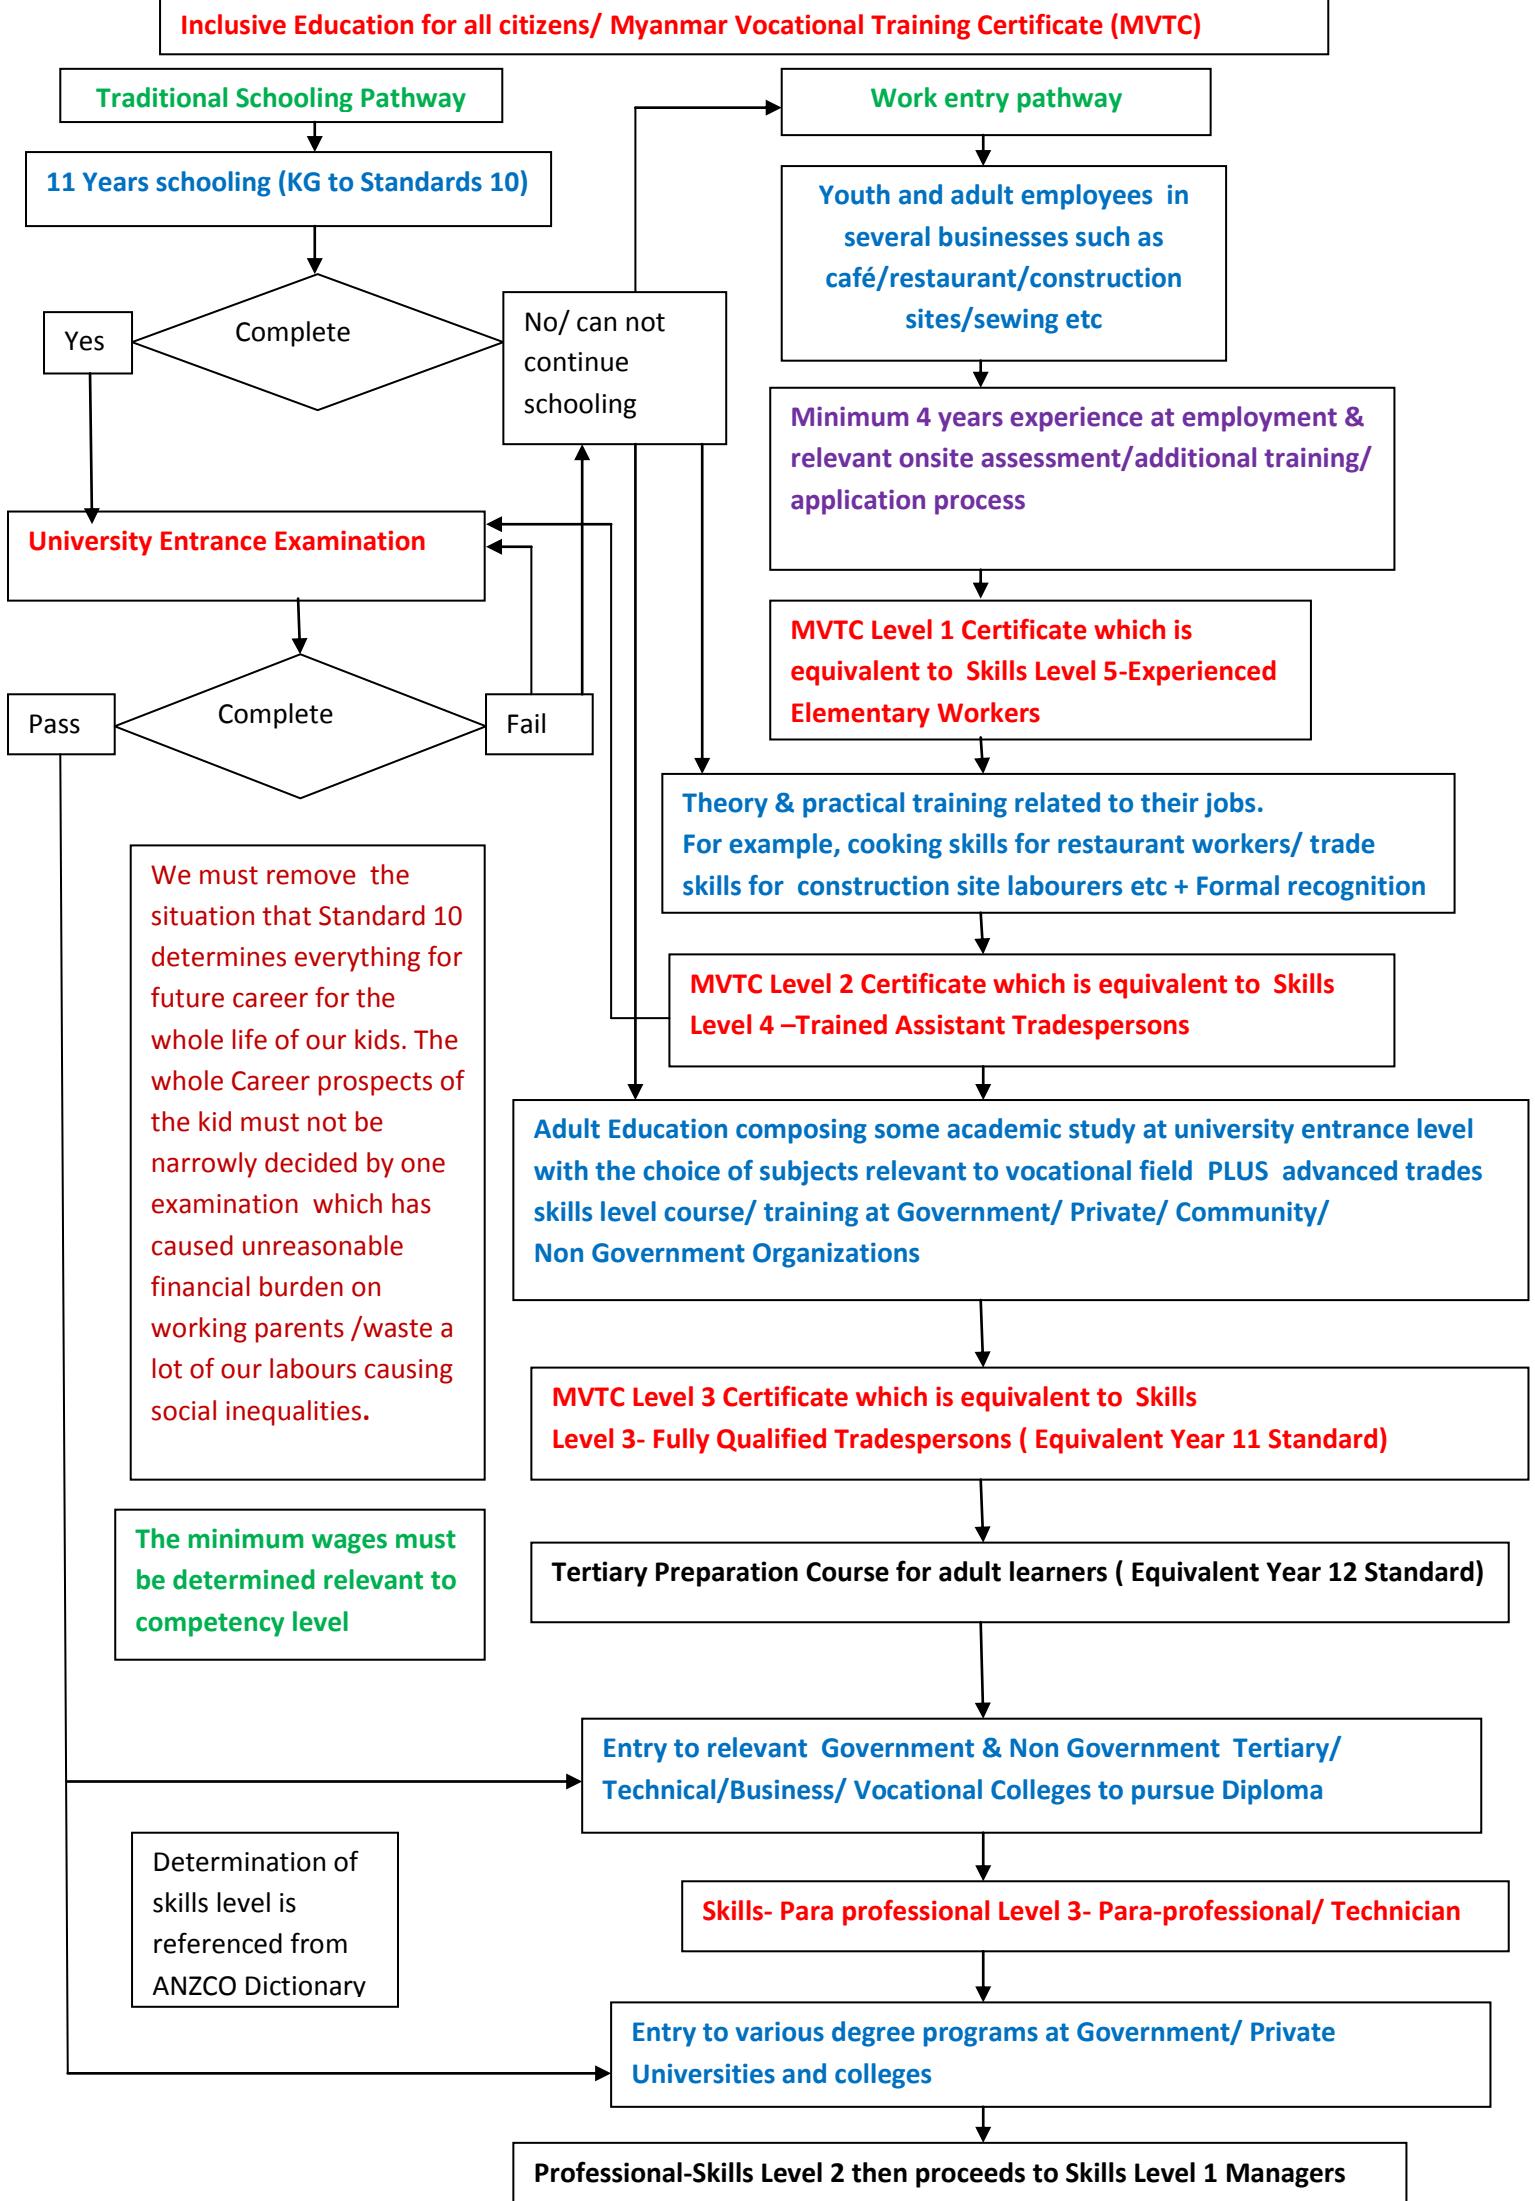 Inclusive Education for all citizens/ Myanmar Vocational Training Certificate (MVTC)
Traditional Schooling Pathway
11 Years schooling (KG to Standards 10)
Complete
Yes
No/ can not
continue
schooling
University Entrance Examination
Complete
Pass
Fail
We must remove the
situation that Standard 10
determines everything for
future career for the
whole life of our kids. The
whole Career prospects of
the kid must not be
narrowly decided by one
examination which has
caused unreasonable
financial burden on
working parents /waste a
lot of our labours causing
social inequalities.
The minimum wages must
be determined relevant to
competency level
Determination of
skills level is
referenced from
ANZCO Dictionary
Work entry pathway
Youth and adult employees in
several businesses such as
café/restaurant/construction
sites/sewing etc
Minimum 4 years experience at employment &
relevant onsite assessment/additional training/
application process
MVTC Level 1 Certificate which is
equivalent to Skills Level 5-Experienced
Elementary Workers
Theory & practical training related to their jobs.
For example, cooking skills for restaurant workers/ trade
skills for construction site labourers etc + Formal recognition
MVTC Level 2 Certificate which is equivalent to Skills
Level 4 –Trained Assistant Tradespersons
Adult Education composing some academic study at university entrance level
with the choice of subjects relevant to vocational field PLUS advanced trades
skills level course/ training at Government/ Private/ Community/
Non Government Organizations
MVTC Level 3 Certificate which is equivalent to Skills
Level 3- Fully Qualified Tradespersons ( Equivalent Year 11 Standard)
Tertiary Preparation Course for adult learners ( Equivalent Year 12 Standard)
Entry to relevant Government & Non Government Tertiary/
Technical/Business/ Vocational Colleges to pursue Diploma
Skills- Para professional Level 3- Para-professional/ Technician
Entry to various degree programs at Government/ Private
Universities and colleges
Professional-Skills Level 2 then proceeds to Skills Level 1 Managers